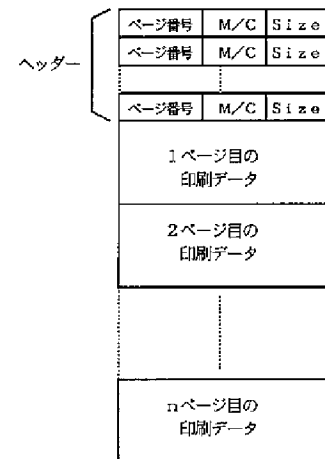 ページ番号 M/C Size
ページ番号 M/C Size
ヘッダー
ページ番号 M/C Size
1ページ目の
印刷データ
2ページ目の
印刷データ
nページ目の
印刷データ